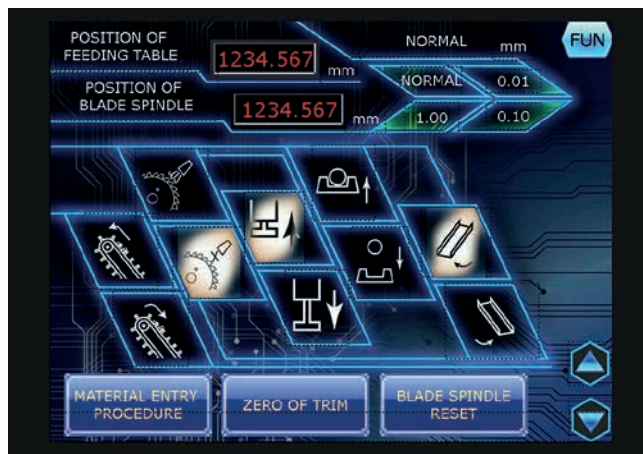 POSITION OF
FEEDING TABLE
1234.567
mm
NORMAL
mm
FUN
NORMAL
0.01
POSITION OF
BLADE SPINDLE
1234.567
mm
1.00
0.10
MATERIAL ENTRY
PROCEDURE
ZERO OF TRIM
BLADE SPINDLE
RESET